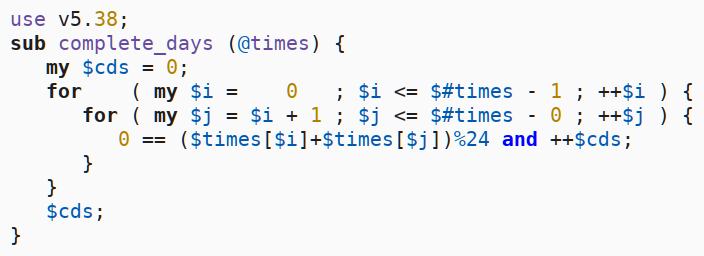 use v5.38;
sub complete_days (@times) {
   my $cds = 0;
   for    ( my $i =    0   ; $i <= $#times - 1 ; ++$i ) {
      for ( my $j = $i + 1 ; $j <= $#times - 0 ; ++$j ) {
         0 == ($times[$i]+$times[$j])%24 and ++$cds;
      }
   }
   $cds;
}